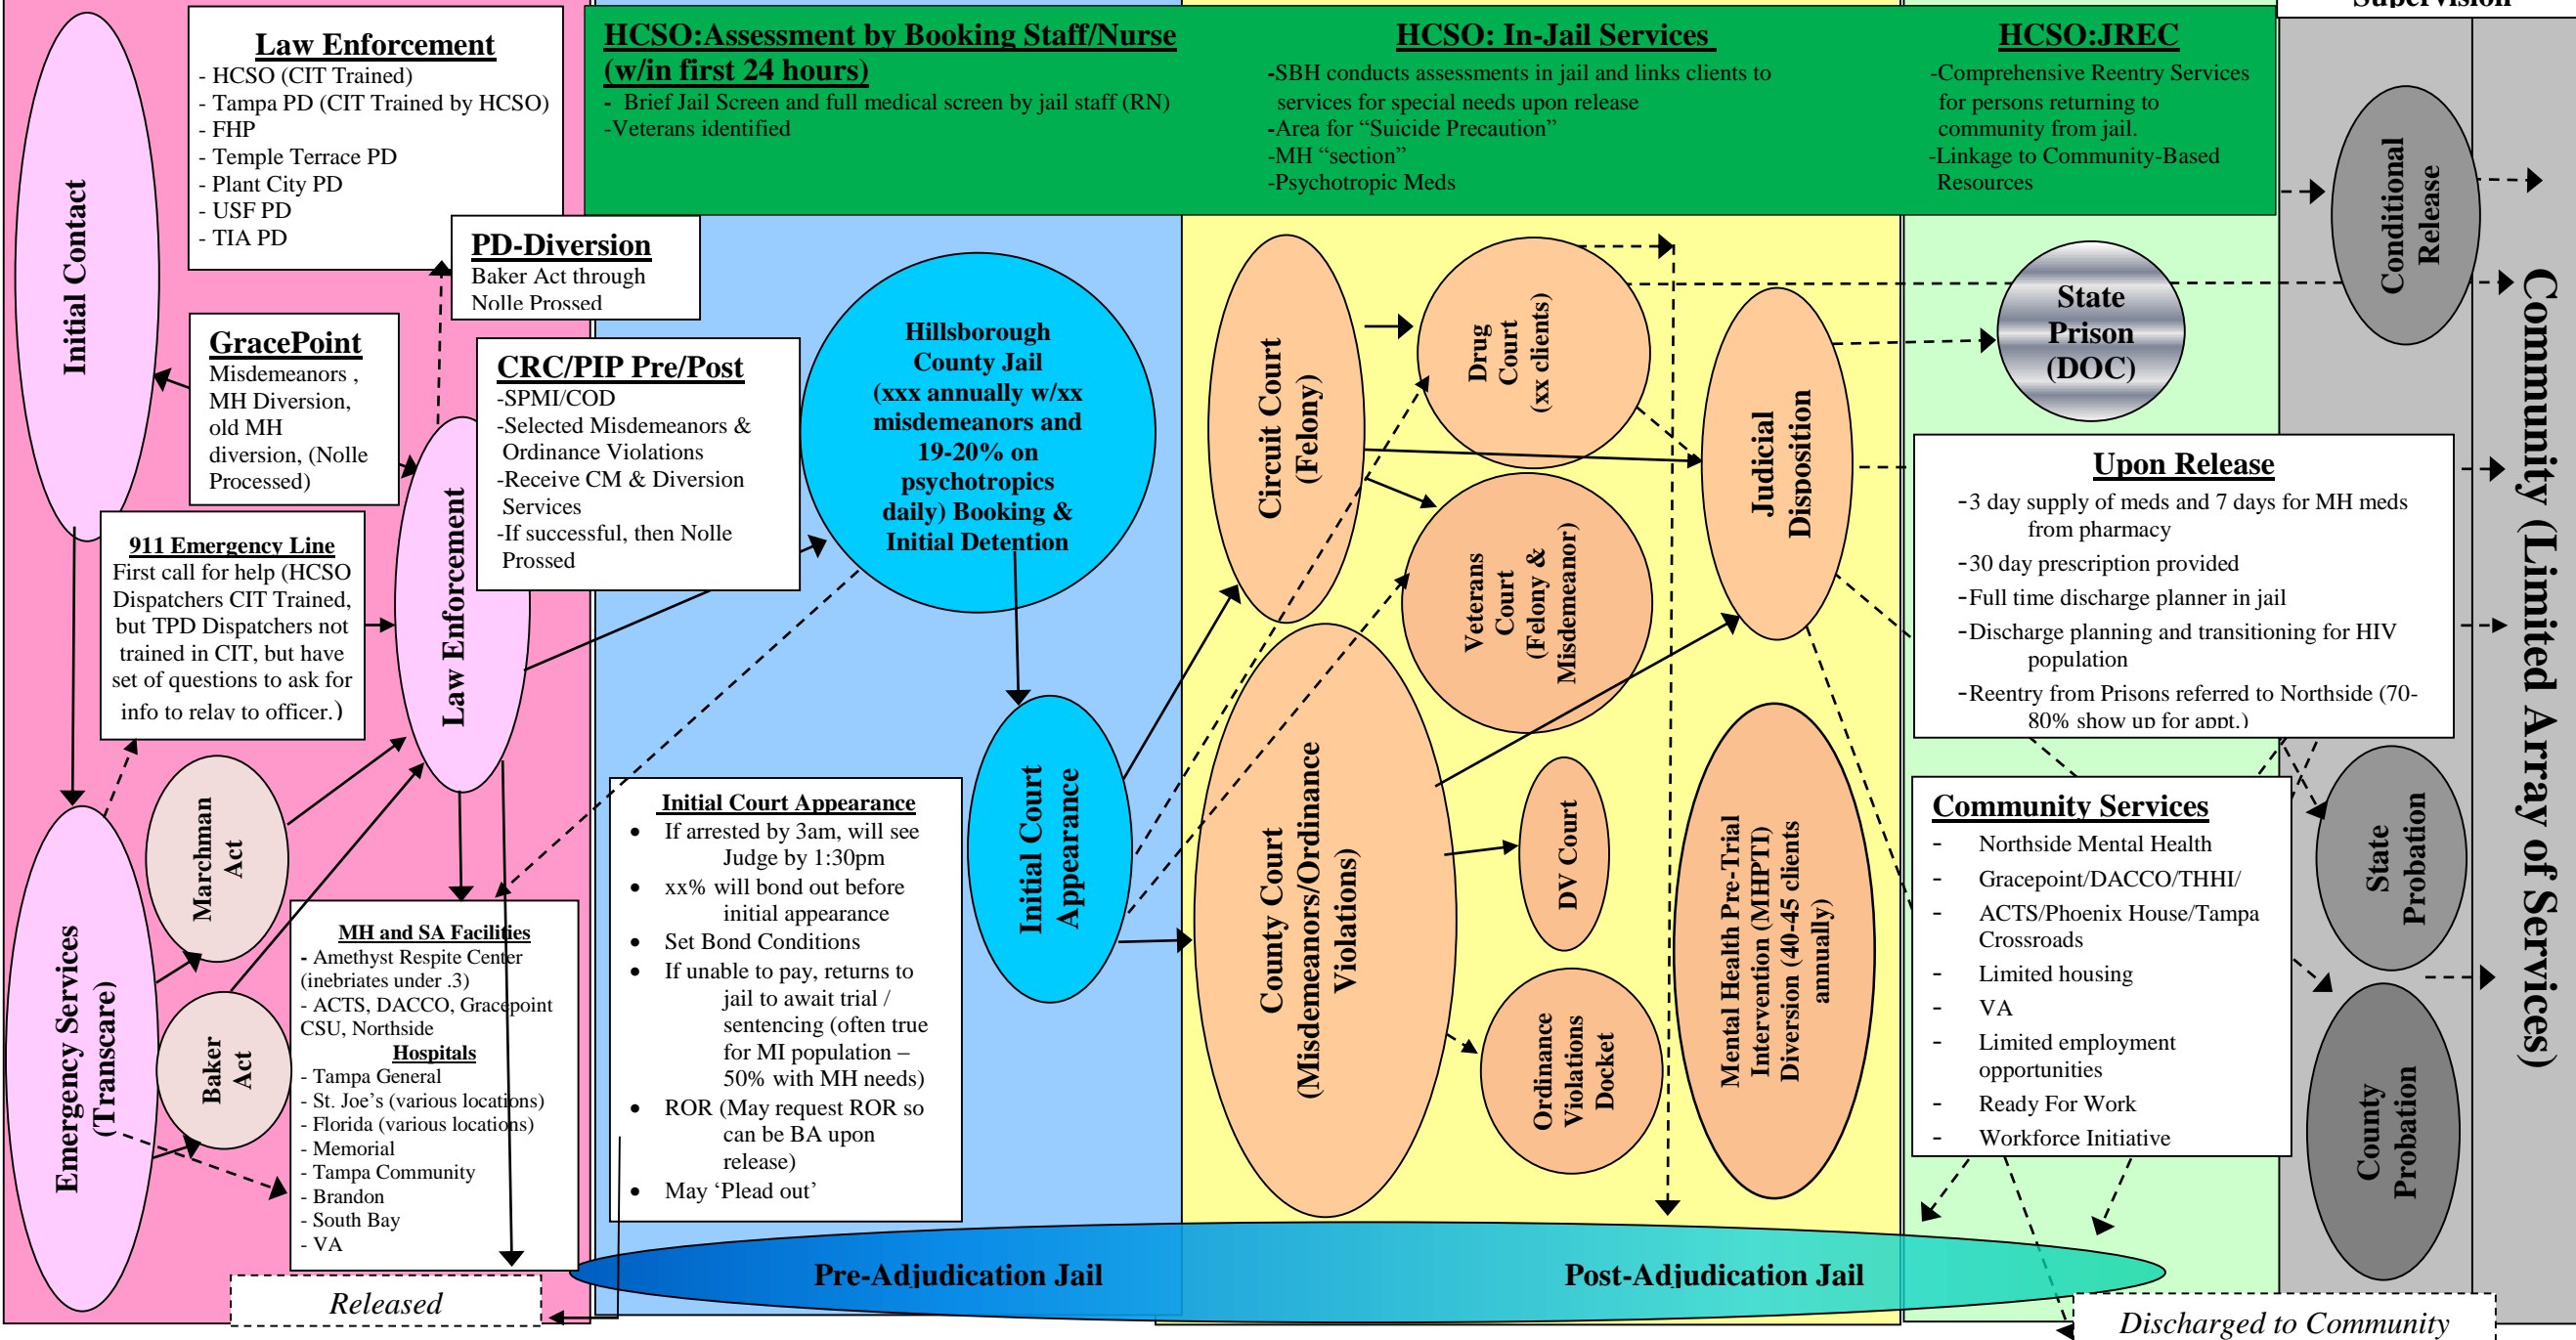 Supervision
Law Enforcement
- HCSO (CIT Trained)
- Tampa PD (CIT Trained by HCSO)
- FHP
- Temple Terrace PD
- Plant City PD
- USF PD
- TIA PD
HCSO:Assessment by Booking Staff/Nurse
(w/in first 24 hours)
- Brief Jail Screen and full medical screen by jail staff (RN)
-Veterans identified
HCSO: In-Jail Services
-SBH conducts assessments in jail and links clients to
services for special needs upon release
-Area for “Suicide Precaution”
-MH “section”
-Psychotropic Meds
HCSO:JREC
-Comprehensive Reentry Services
for persons returning to
community from jail.
-Linkage to Community-Based
Resources
Initial Contact
PD-Diversion
Baker Act through
Nolle Prossed
GracePoint
Misdemeanors ,
MH Diversion,
old MH
diversion, (Nolle
Processed)
CRC/PIP Pre/Post
-SPMI/COD
-Selected Misdemeanors &
Ordinance Violations
-Receive CM & Diversion
Services
-If successful, then Nolle
Prossed
911 Emergency Line
First call for help (HCSO
Dispatchers CIT Trained,
but TPD Dispatchers not
trained in CIT, but have
set of questions to ask for
info to relay to officer.)
Law Enforcement
Marchman
Act
Baker
Act
Emergency Services
(Transcare)
MH and SA Facilities
- Amethyst Respite Center
(inebriates under .3)
- ACTS, DACCO, Gracepoint
CSU, Northside
Hospitals
- Tampa General
- St. Joe's (various locations)
- Florida (various locations)
- Memorial
- Tampa Community
- Brandon
- South Bay
- VA
Released
Hillsborough
County Jail
(xxx annually w/xx
misdemeanors and
19-20% on
psychotropics
daily) Booking &
Initial Detention
Initial Court
Appearance
Initial Court Appearance
• If arrested by 3am, will see
Judge by 1:30pm
• xx% will bond out before
initial appearance
• Set Bond Conditions
• If unable to pay, returns to
jail to await trial /
sentencing (often true
for MI population –
50% with MH needs)
• ROR (May request ROR so
can be BA upon
release)
• May ‘Plead out’
Circuit Court
(Felony)
Drug
Court
(xx clients)
Veterans
Court
(Felony &
Misdemeanor)
Judicial
Disposition
County Court
(Misdemeanors/Ordinance
Violations)
DV Court
Ordinance
Violations
Docket
Mental Health Pre-Trial
Intervention (MHPTI)
Diversion (40-45 clients
annually)
Pre-Adjudication Jail
Post-Adjudication Jail
State
Prison
(DOC)
Upon Release
-3 day supply of meds and 7 days for MH meds
from pharmacy
-30 day prescription provided
-Full time discharge planner in jail
-Discharge planning and transitioning for HIV
population
-Reentry from Prisons referred to Northside (70-
80% show up for appt.)
Community Services
- Northside Mental Health
- Gracepoint/DACCO/THHI/
- ACTS/Phoenix House/Tampa
Crossroads
- Limited housing
- VA
- Limited employment
opportunities
- Ready For Work
- Workforce Initiative
Discharged to Community
Conditional
Release
State
Probation
County
Probation
Community (Limited Array of Services)